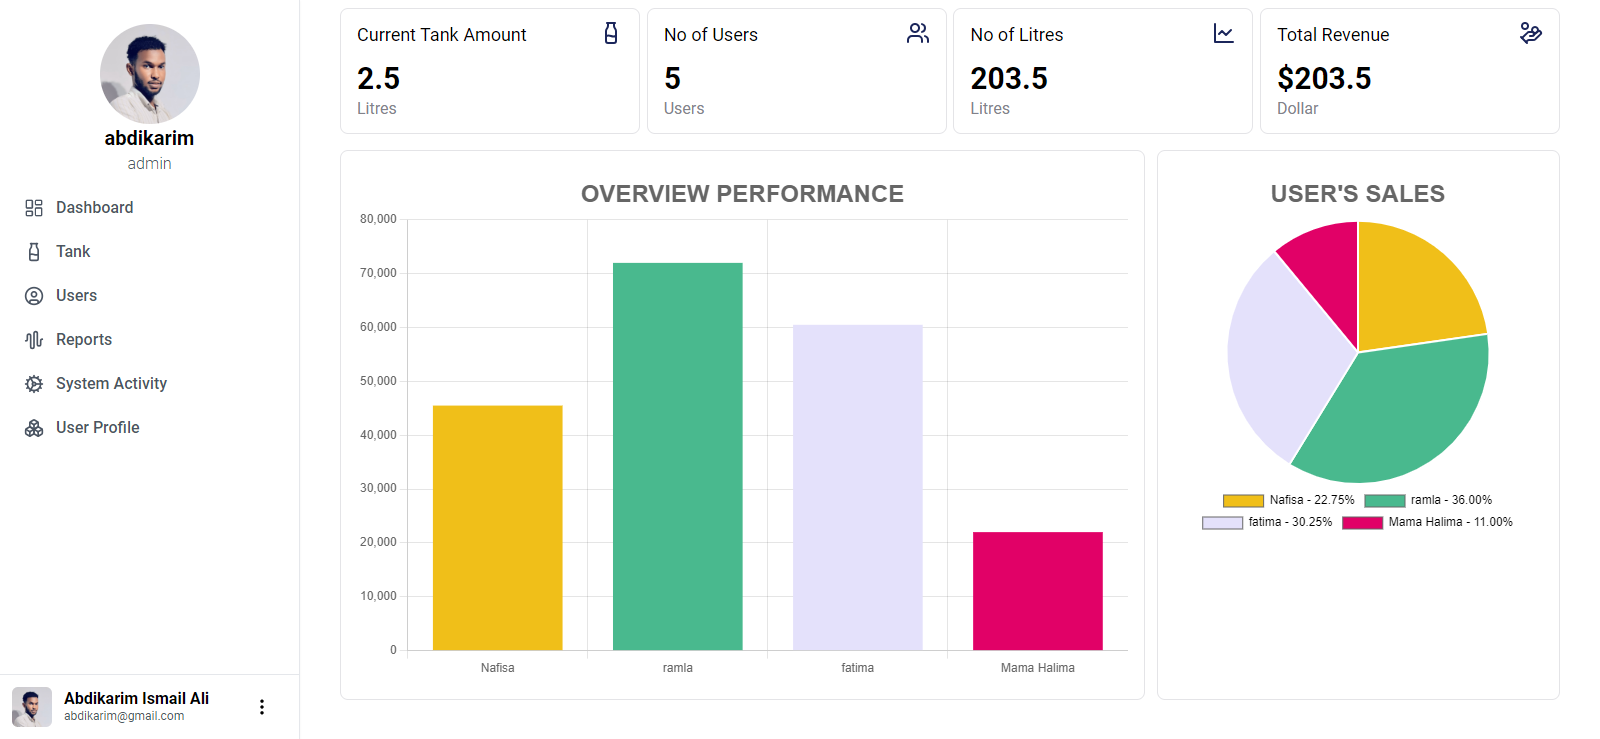 abdikarim
admin
Dashboard
Tank
Users
Reports
System Activity
User Profile
Abdikarim Ismail Ali
abdikarim@gmail.com
Current Tank Amount
2.5
Litres
No of Users
5
Users
No of Litres
203.5
Litres
Total Revenue
$203.5
Dollar
OVERVIEW PERFORMANCE
80,000
70,000
60,000
50,000
40,000
30,000
20,000
10,000
0
Nafisa ramla fatima Mama Halima
USER'S SALES
Nafisa - 22.75% ramla - 36.00%
fatima - 30.25% Mama Halima - 11.00%